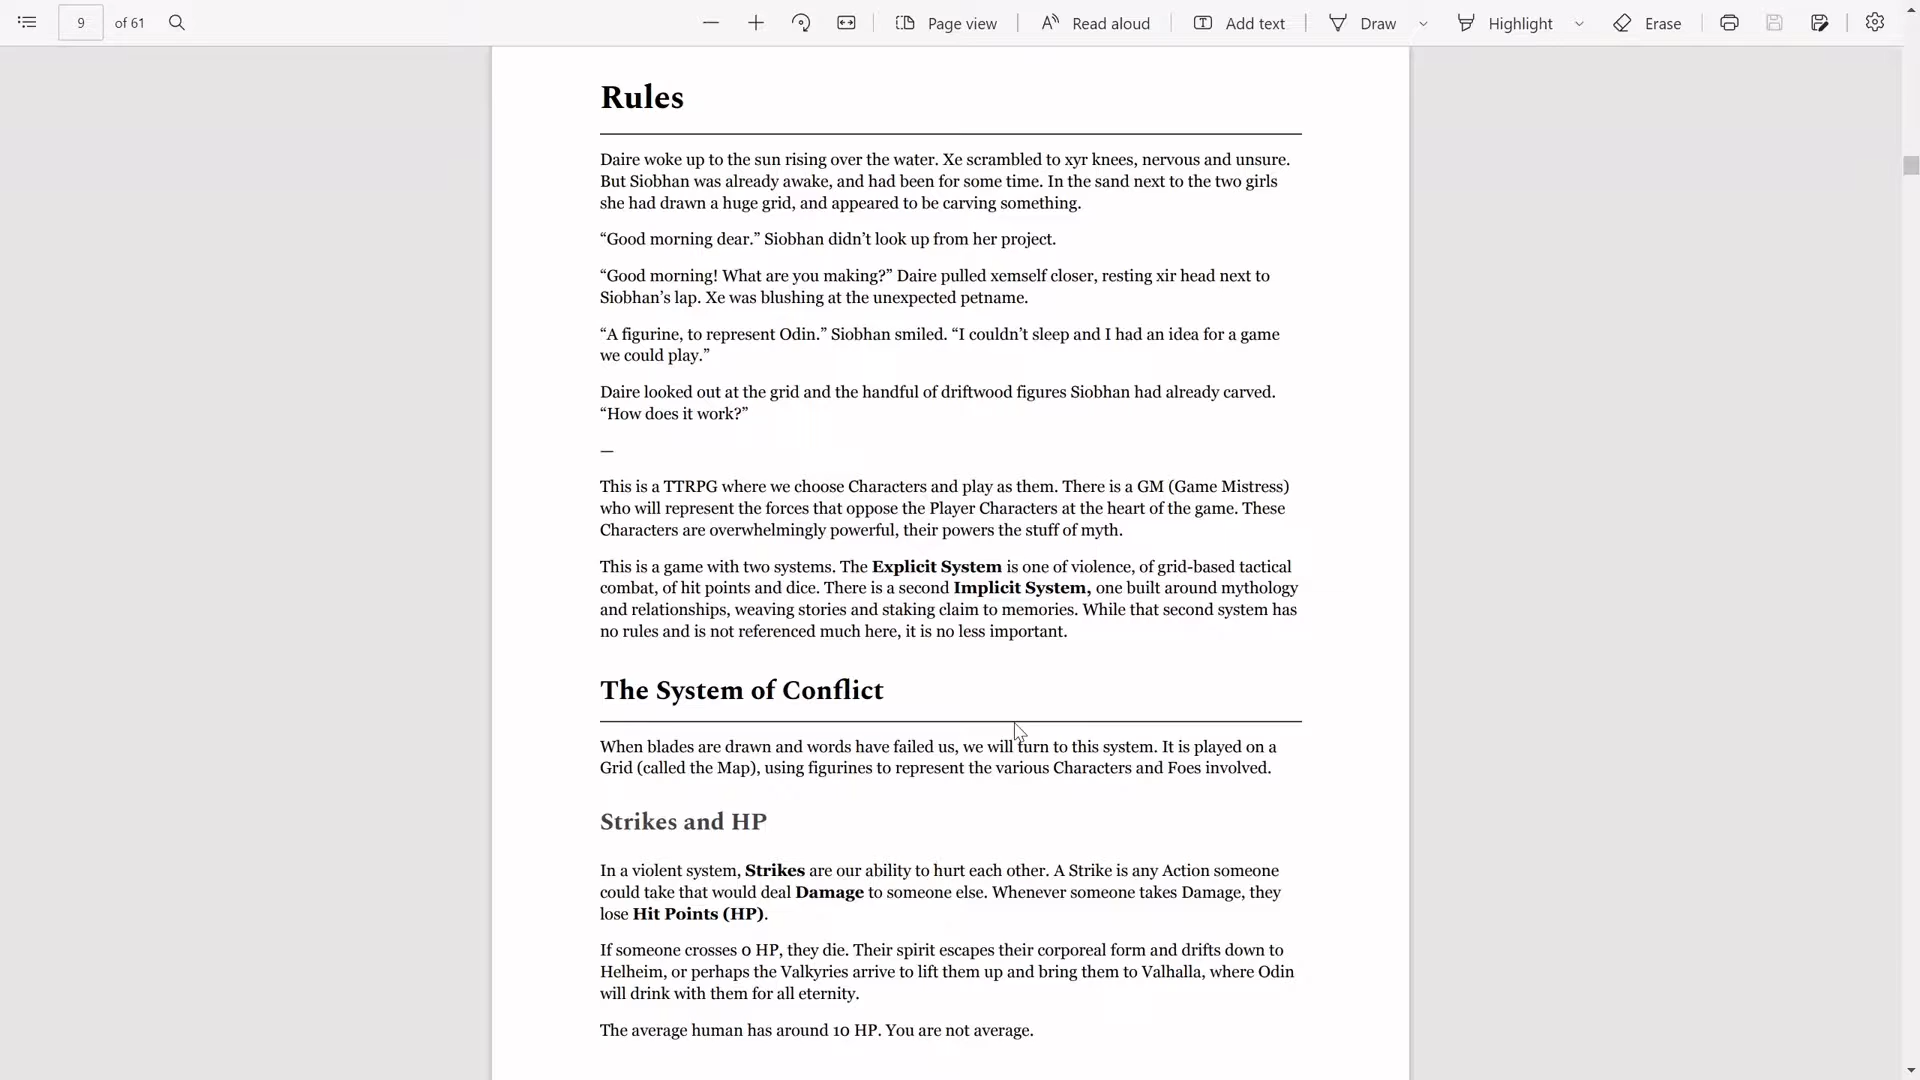 9 of 61 Page view Read aloud Add text Draw Highlight Erase
Rules
Daire woke up to the sun rising over the water. Xe scrambled to xyr knees, nervous and unsure.
But Siobhan was already awake, and had been for some time. In the sand next to the two girls
she had drawn a huge grid, and appeared to be carving something.
“Good morning dear.” Siobhan didn’t look up from her project.
“Good morning! What are you making?” Daire pulled xemself closer, resting xir head next to
Siobhan’s lap. Xe was blushing at the unexpected petname.
“A figurine, to represent Odin.” Siobhan smiled. “I couldn’t sleep and I had an idea for a game
we could play.”
Daire looked out at the grid and the handful of driftwood figures Siobhan had already carved.
“How does it work?”
—
This is a TTRPG where we choose Characters and play as them. There is a GM (Game Mistress)
who will represent the forces that oppose the Player Characters at the heart of the game. These
Characters are overwhelmingly powerful, their powers the stuff of myth.
This is a game with two systems. The Explicit System is one of violence, of grid-based tactical
combat, of hit points and dice. There is a second Implicit System, one built around mythology
and relationships, weaving stories and staking claim to memories. While that second system has
no rules and is not referenced much here, it is no less important.
The System of Conflict
When blades are drawn and words have failed us, we will turn to this system. It is played on a
Grid (called the Map), using figurines to represent the various Characters and Foes involved.
Strikes and HP
In a violent system, Strikes are our ability to hurt each other. A Strike is any Action someone
could take that would deal Damage to someone else. Whenever someone takes Damage, they
lose Hit Points (HP).
If someone crosses 0 HP, they die. Their spirit escapes their corporeal form and drifts down to
Helheim, or perhaps the Valkyries arrive to lift them up and bring them to Valhalla, where Odin
will drink with them for all eternity.
The average human has around 10 HP. You are not average.